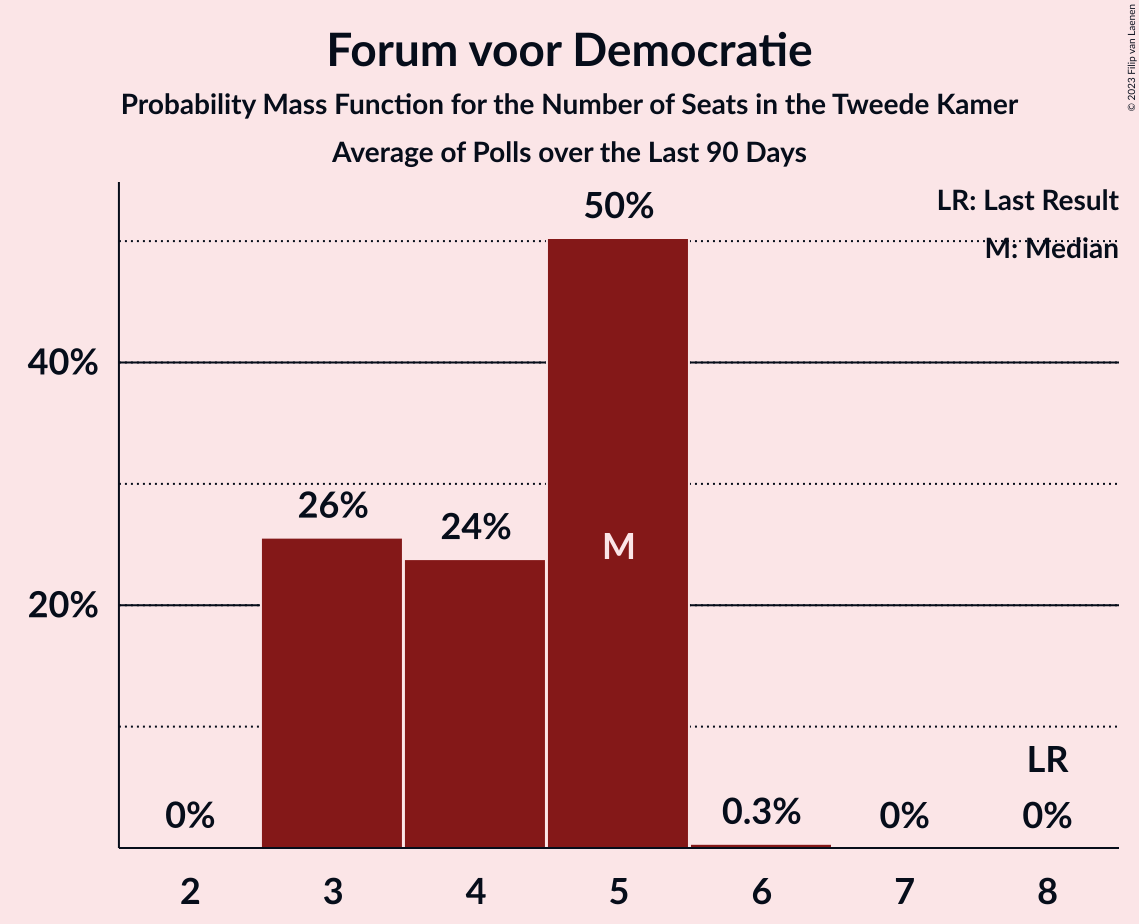 Forum voor Democratie
Probability Mass Function for the Number of Seats in the Tweede Kamer
Average of Polls over the Last 90 Days
© 2023 Filip van Laenen
LR: Last Result
M: Median
50%
40%
26%
24%
M
20%
LR
0%
0.3%
0%
0%
2 3 4 5 6 7 8